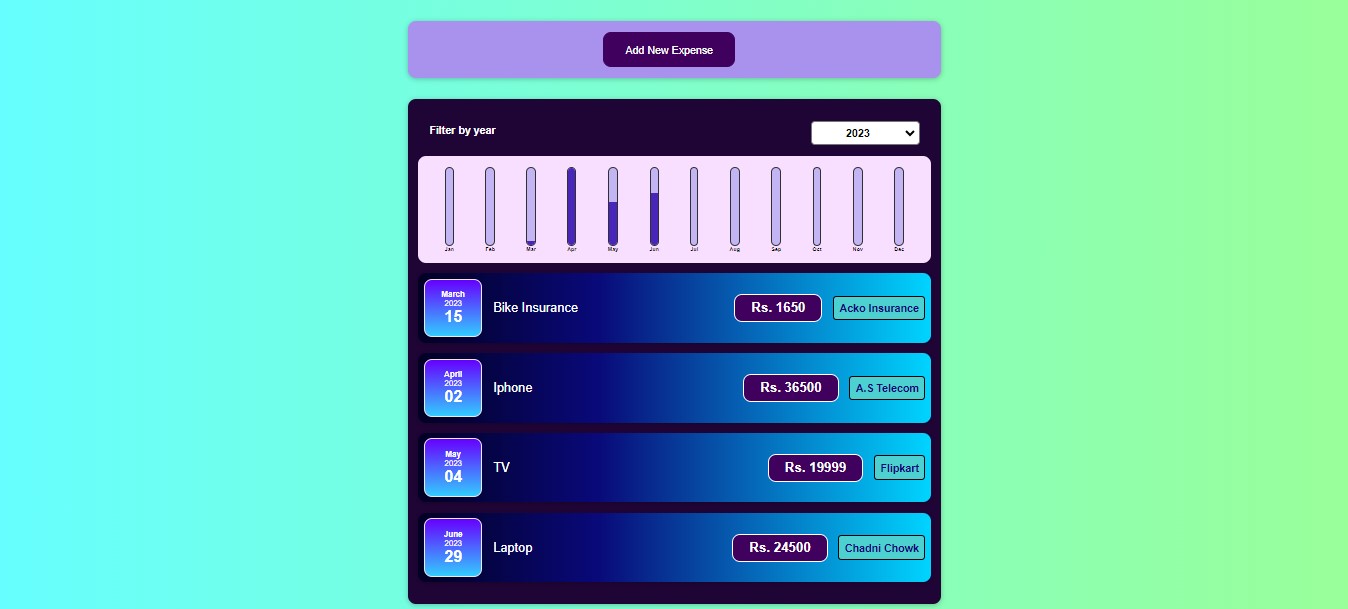 Add New Expense
Filter by year
2023
Jan Feb Mar Apr May Jun Jul Aug Sep Oct Nov Dec
March
2023
15
Bike Insurance
Rs. 1650
Acko Insurance
April
2023
02
Iphone
Rs. 36500
A.S Telecom
May
2023
04
TV
Rs. 19999
Flipkart
June
2023
29
Laptop
Rs. 24500
Chadni Chowk